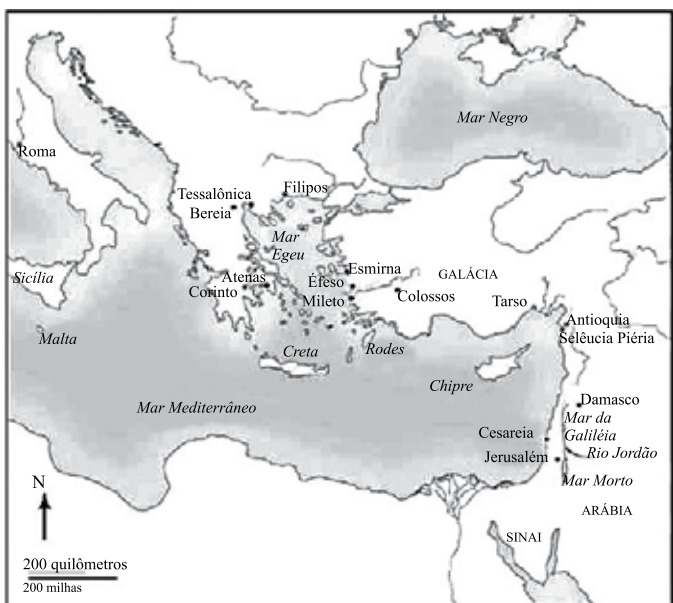 Mar Negro
Roma
Tessalônica
Filipos
Bereia
Mar
Egeu
Sicília
Atenas
Corinto
Esmirna
Éfeso
Mileto
GALÁCIA
Colossos
Tarso
Antioquia
Selêucia Piéria
Malta
Creta
Rodes
Chipre
Mar Mediterrâneo
Damasco
Mar da
Galiléia
Cesareia
Rio Jordão
Jerusalém
Mar Morto
ARÁBIA
SINAI
N
200 quilômetros
200 milhas